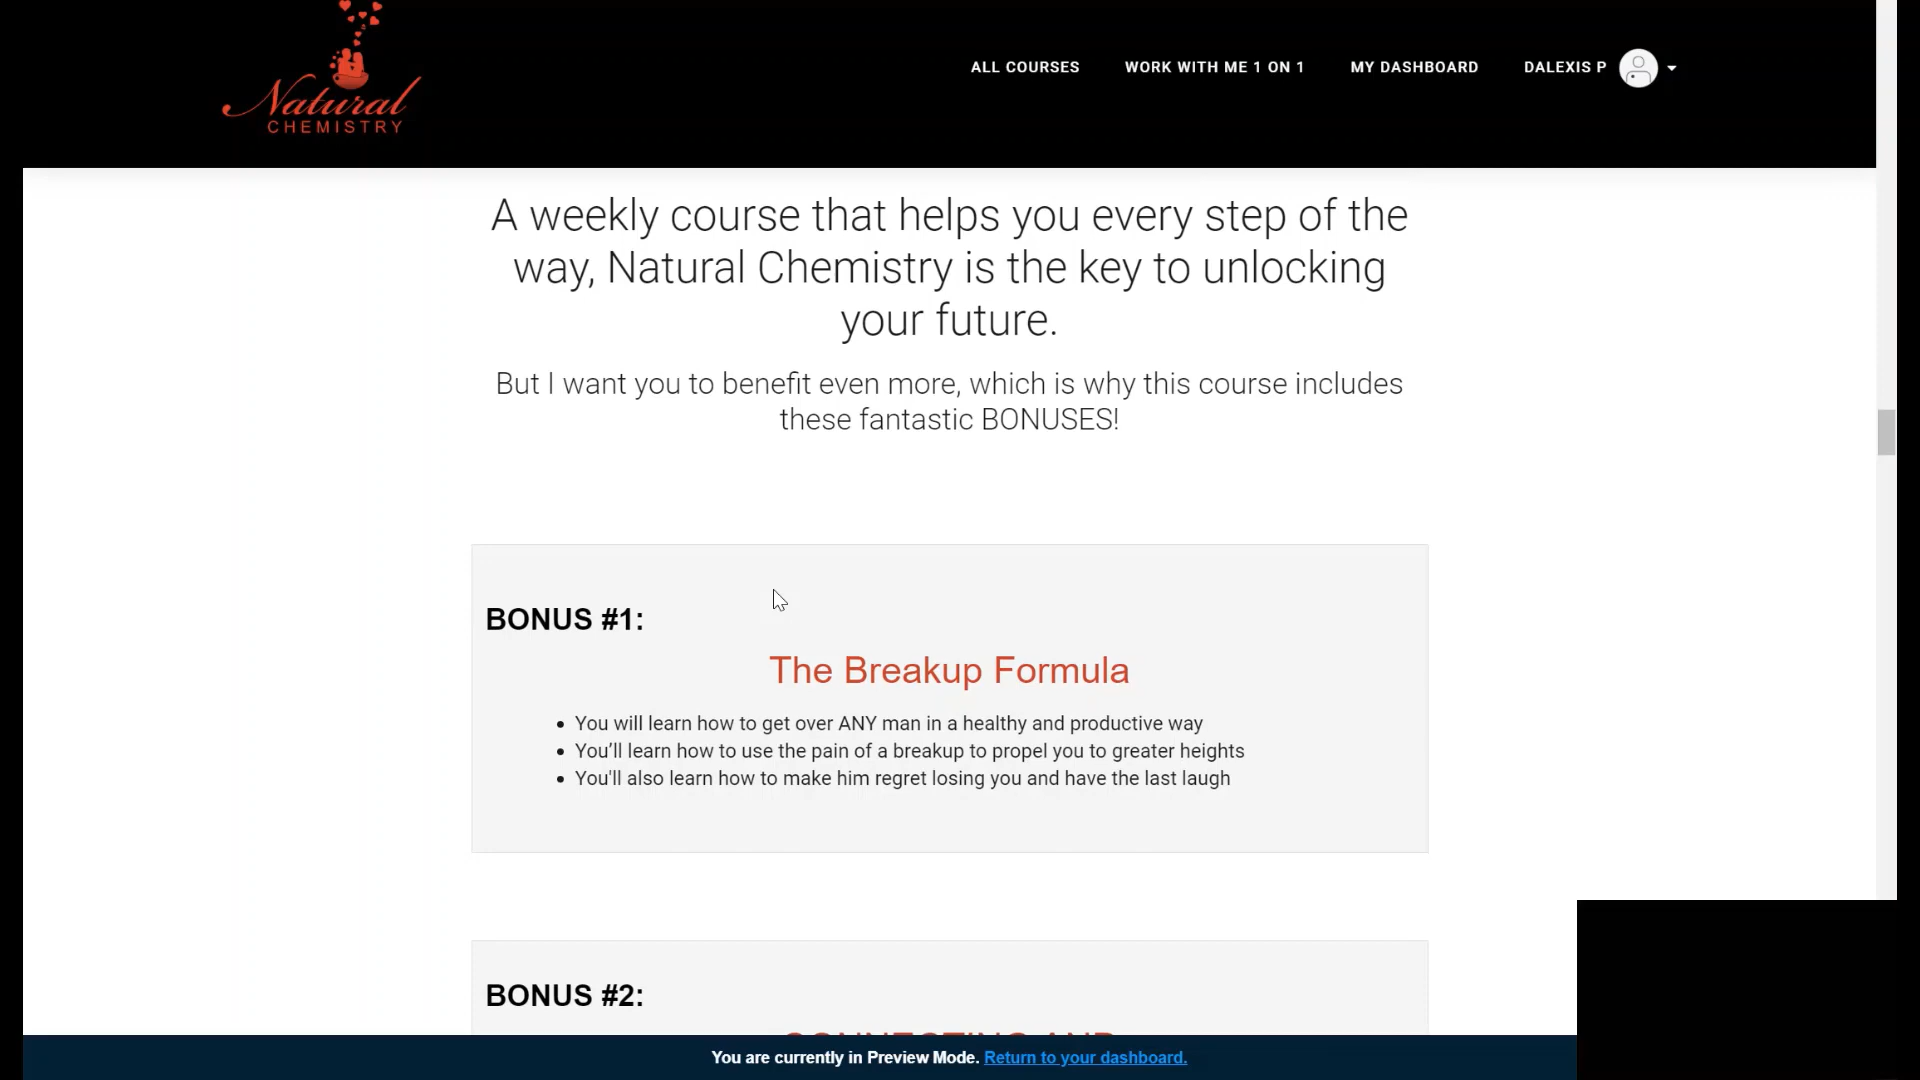 Natural
CHEMISTRY
ALL COURSES
WORK WITH ME 1 ON 1
MY DASHBOARD
DALEXIS P
A weekly course that helps you every step of the
way, Natural Chemistry is the key to unlocking
your future.
But I want you to benefit even more, which is why this course includes
these fantastic BONUSES!
BONUS #1:
The Breakup Formula
• You will learn how to get over ANY man in a healthy and productive way
• You’ll learn how to use the pain of a breakup to propel you to greater heights
• You'll also learn how to make him regret losing you and have the last laugh
BONUS #2:
CONNECTING AND
You are currently in Preview Mode. Return to your dashboard.